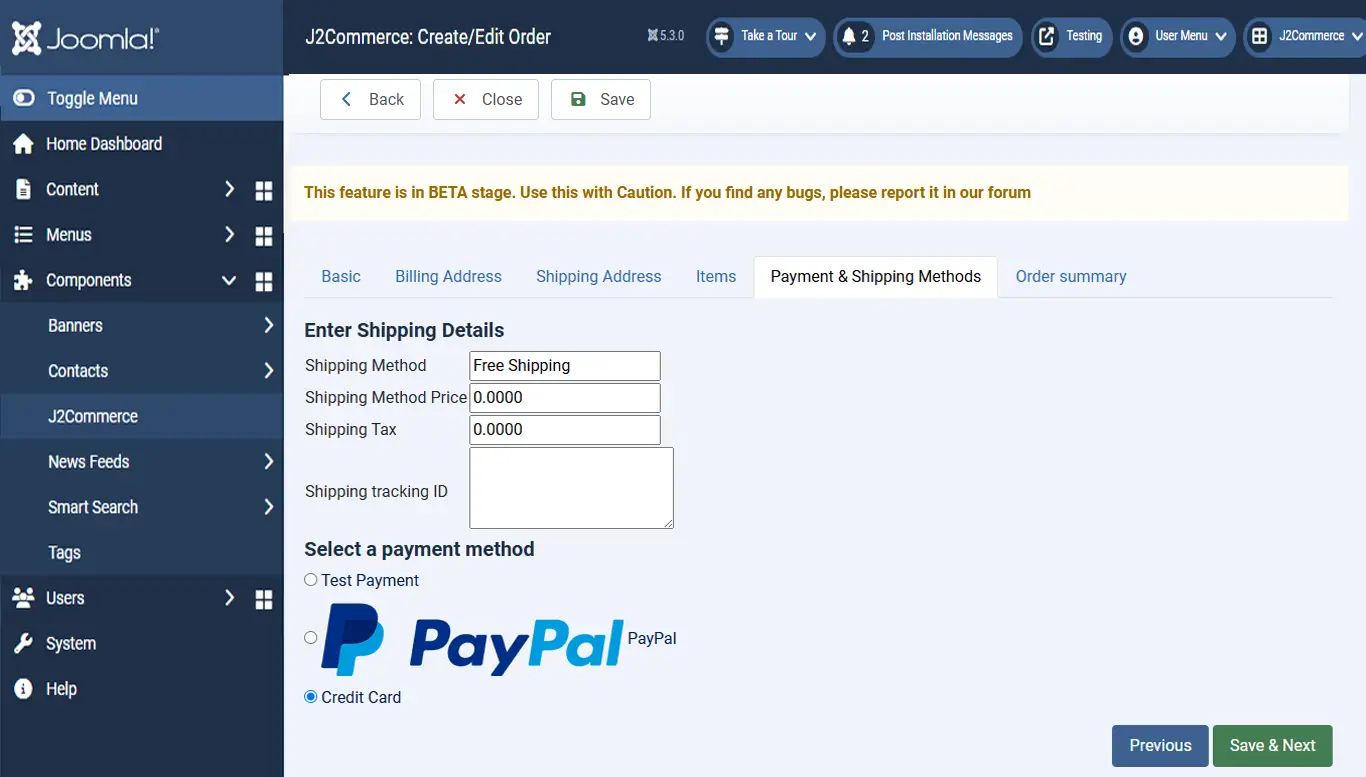 Joomla!®
J2Commerce: Create/Edit Order
5.3.0
Take a Tour
2 Post Installation Messages
Testing
User Menu
J2Commerce
Toggle Menu
Home Dashboard
Content
Menus
Components
Banners
Contacts
J2Commerce
News Feeds
Smart Search
Tags
Users
System
Help
Back
Close
Save
This feature is in BETA stage. Use this with Caution. If you find any bugs, please report it in our forum
Basic
Billing Address
Shipping Address
Items
Payment & Shipping Methods
Order summary
Enter Shipping Details
Shipping Method Free Shipping
Shipping Method Price 0.0000
Shipping Tax 0.0000
Shipping tracking ID
Select a payment method
Test Payment
PayPal PayPal
Credit Card
Previous
Save & Next